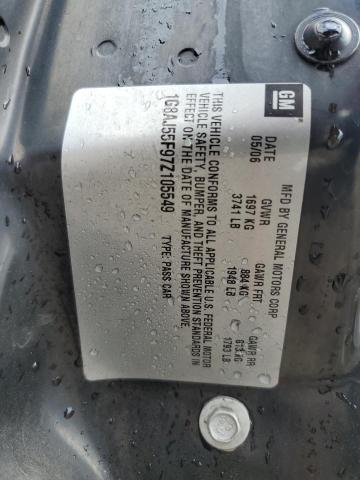 GM
MFD BY GENERAL MOTORS CORP
DATE GVWR GAWR FRT GAWR RR
05/06 1697 KG 884 KG 813 KG
3741 LB 1948 LB 1793 LB
THIS VEHICLE CONFORMS TO ALL APPLICABLE U.S. FEDERAL MOTOR
VEHICLE SAFETY, BUMPER, AND THEFT PREVENTION STANDARDS IN
EFFECT ON THE DATE OF MANUFACTURE SHOWN ABOVE.
1G8AJ55F97Z105549 TYPE: PASS CAR